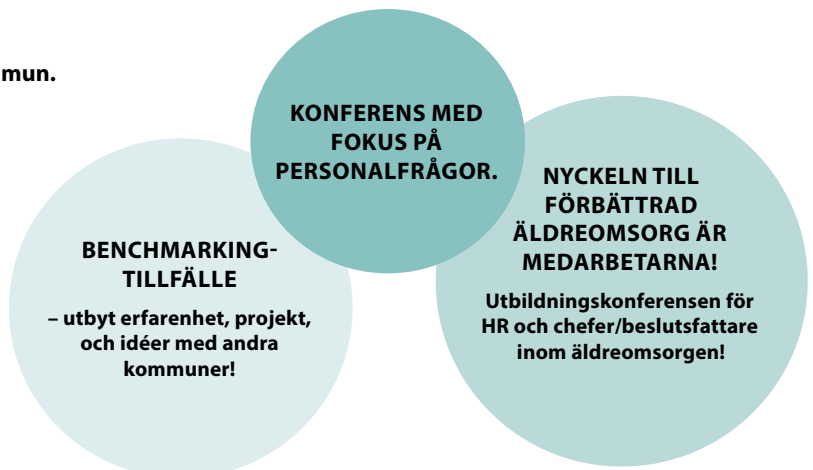 mun.
KONFERENS MED
FOKUS PÅ
PERSONALFRÅGOR.
BENCHMARKING-
TILLFÄLLE
– utbyt erfarenhet, projekt,
och idéer med andra
kommuner!
NYCKELN TILL
FÖRBÄTTRAD
ÄLDREOMSORG ÄR
MEDARBETARNA!
Utbildningskonferensen för
HR och chefer/beslutsfattare
inom äldreomsorgen!